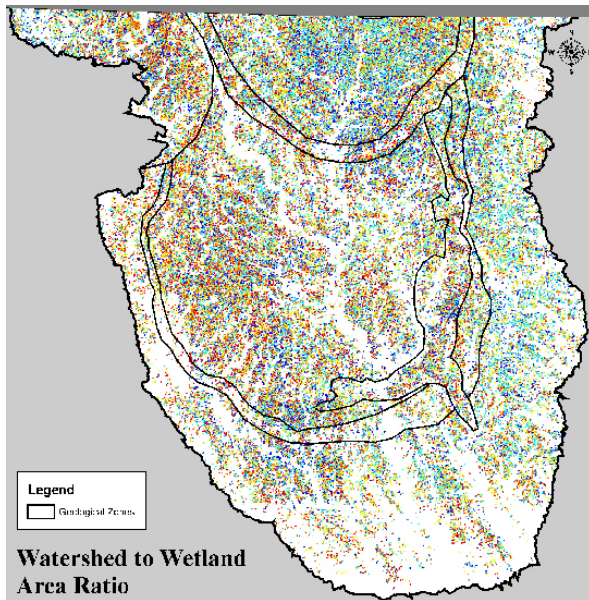 N
W
S
Legend
Geological Zones
Watershed to Wetland
Area Ratio